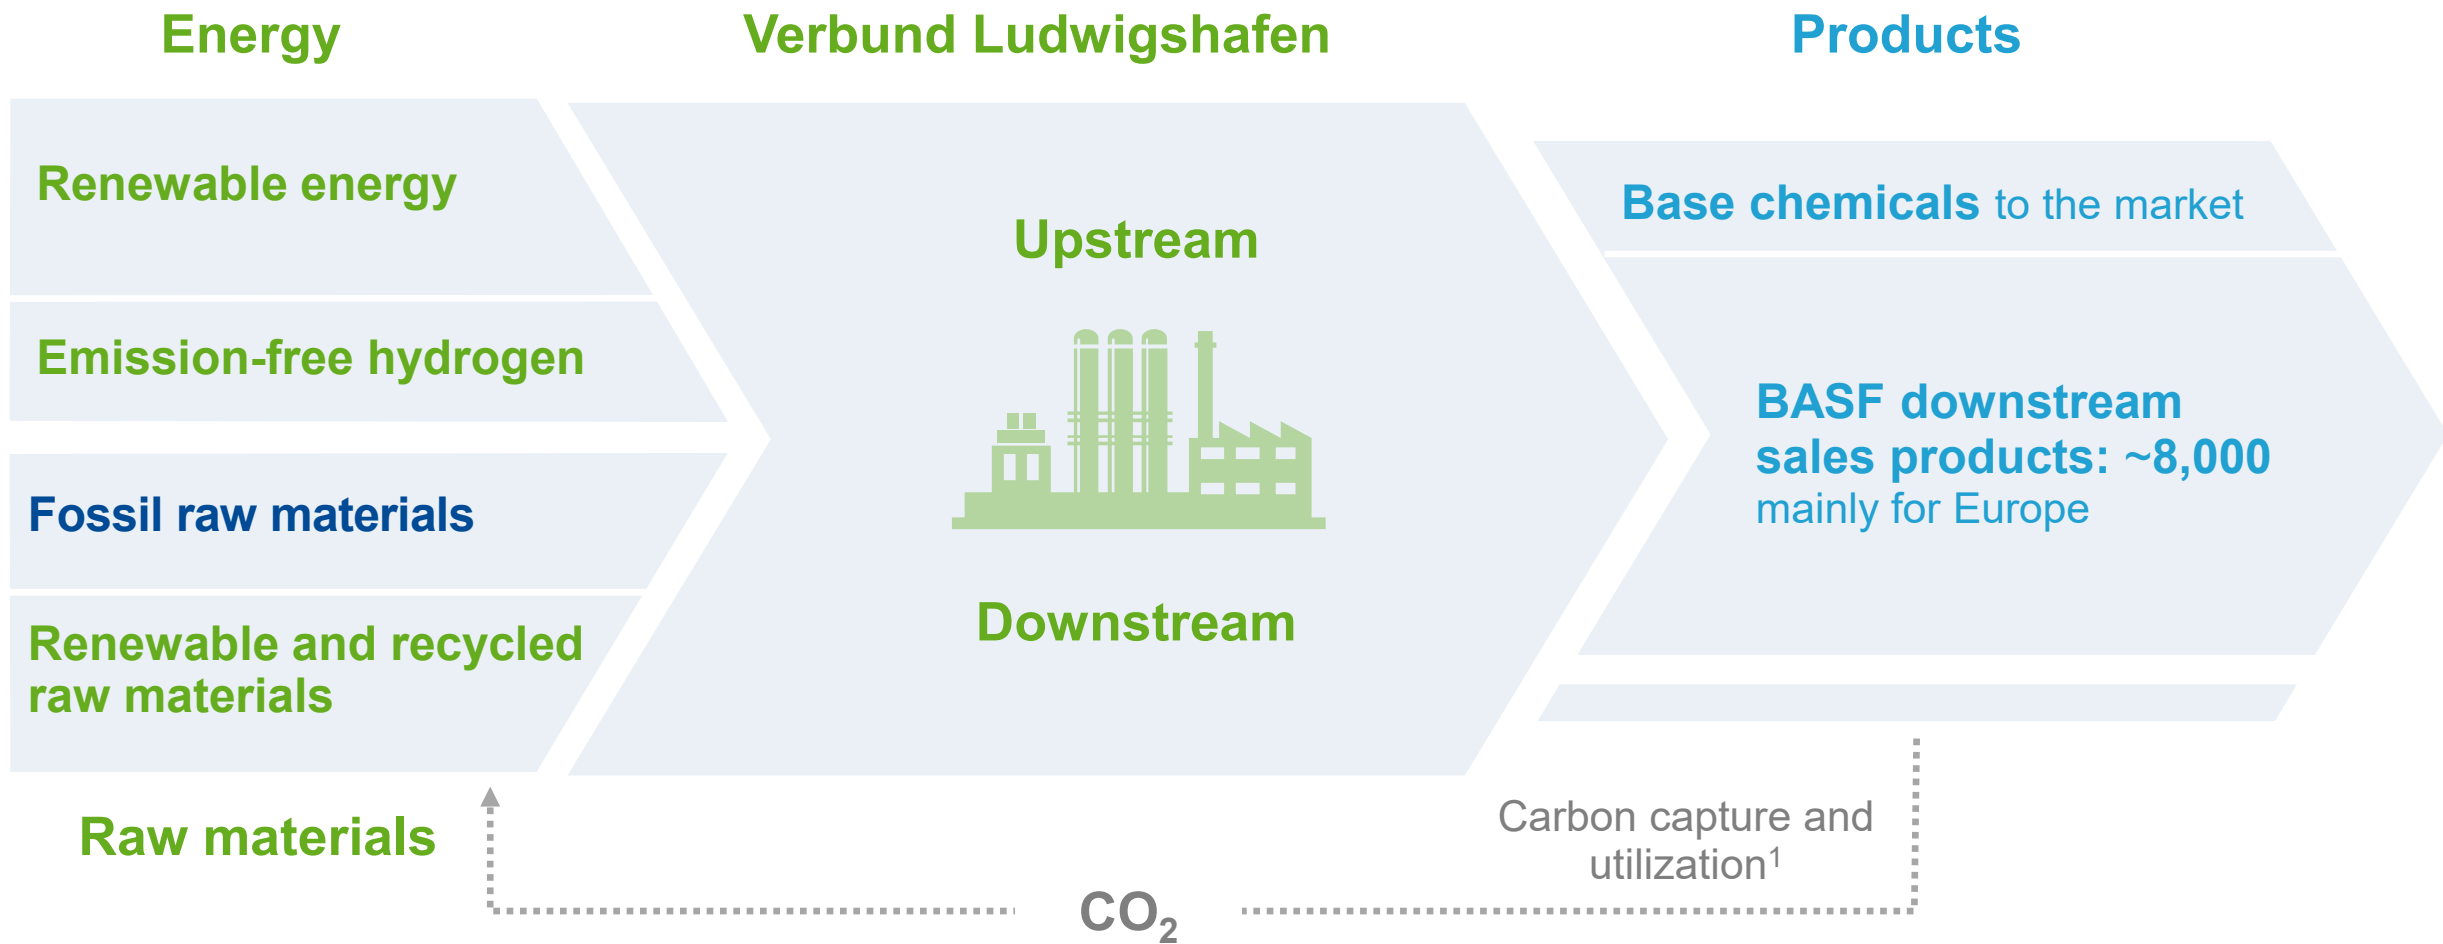 Energy
Verbund Ludwigshafen
Products
Renewable energy
Emission-free hydrogen
Fossil raw materials
Renewable and recycled
raw materials
Raw materials
Upstream
Downstream
Base chemicals to the market
BASF downstream
sales products: ~8,000
mainly for Europe
Carbon capture and
utilization¹
CO₂